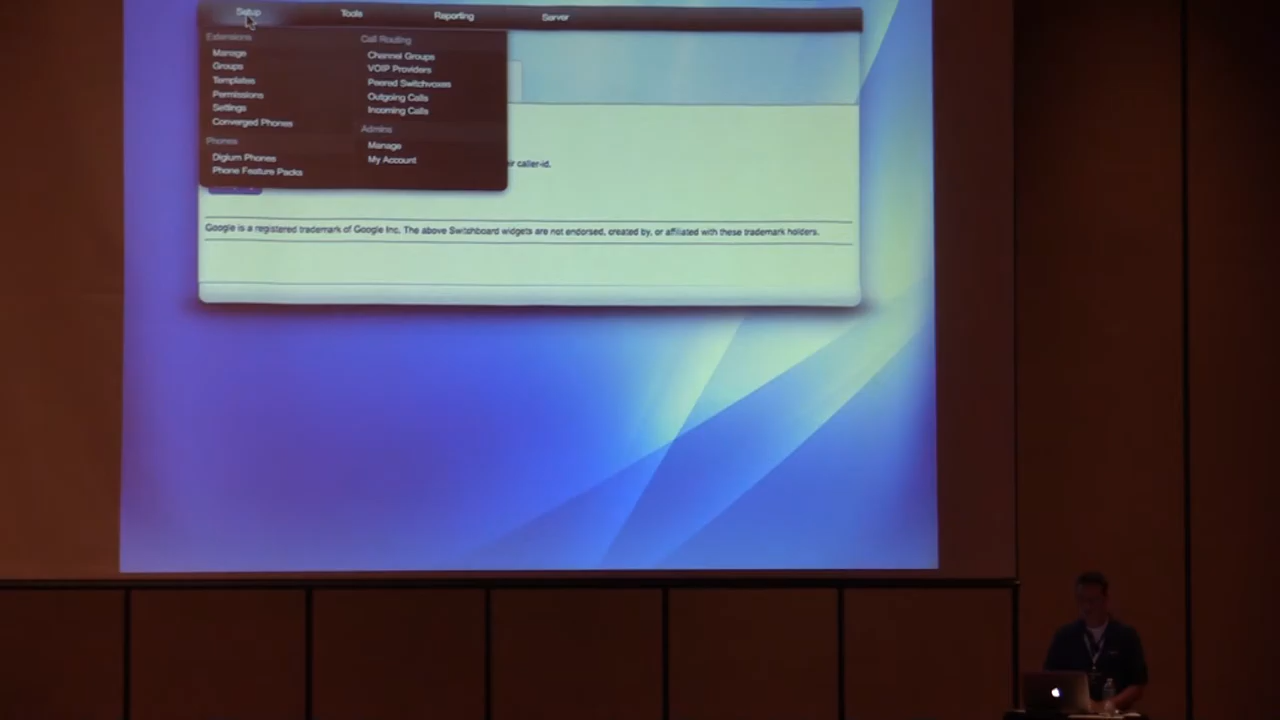 Setup Tools Reporting Server
Extensions
Manage
Groups
Templates
Permissions
Settings
Converged Phones
Phones
Digium Phones
Phone Feature Packs
Call Routing
Channel Groups
VOIP Providers
Peered Switchvoxes
Outgoing Calls
Incoming Calls
Admins
Manage
My Account
caller-id.
Google is a registered trademark of Google Inc. The above Switchboard widgets are not endorsed, created by, or affiliated with these trademark holders.